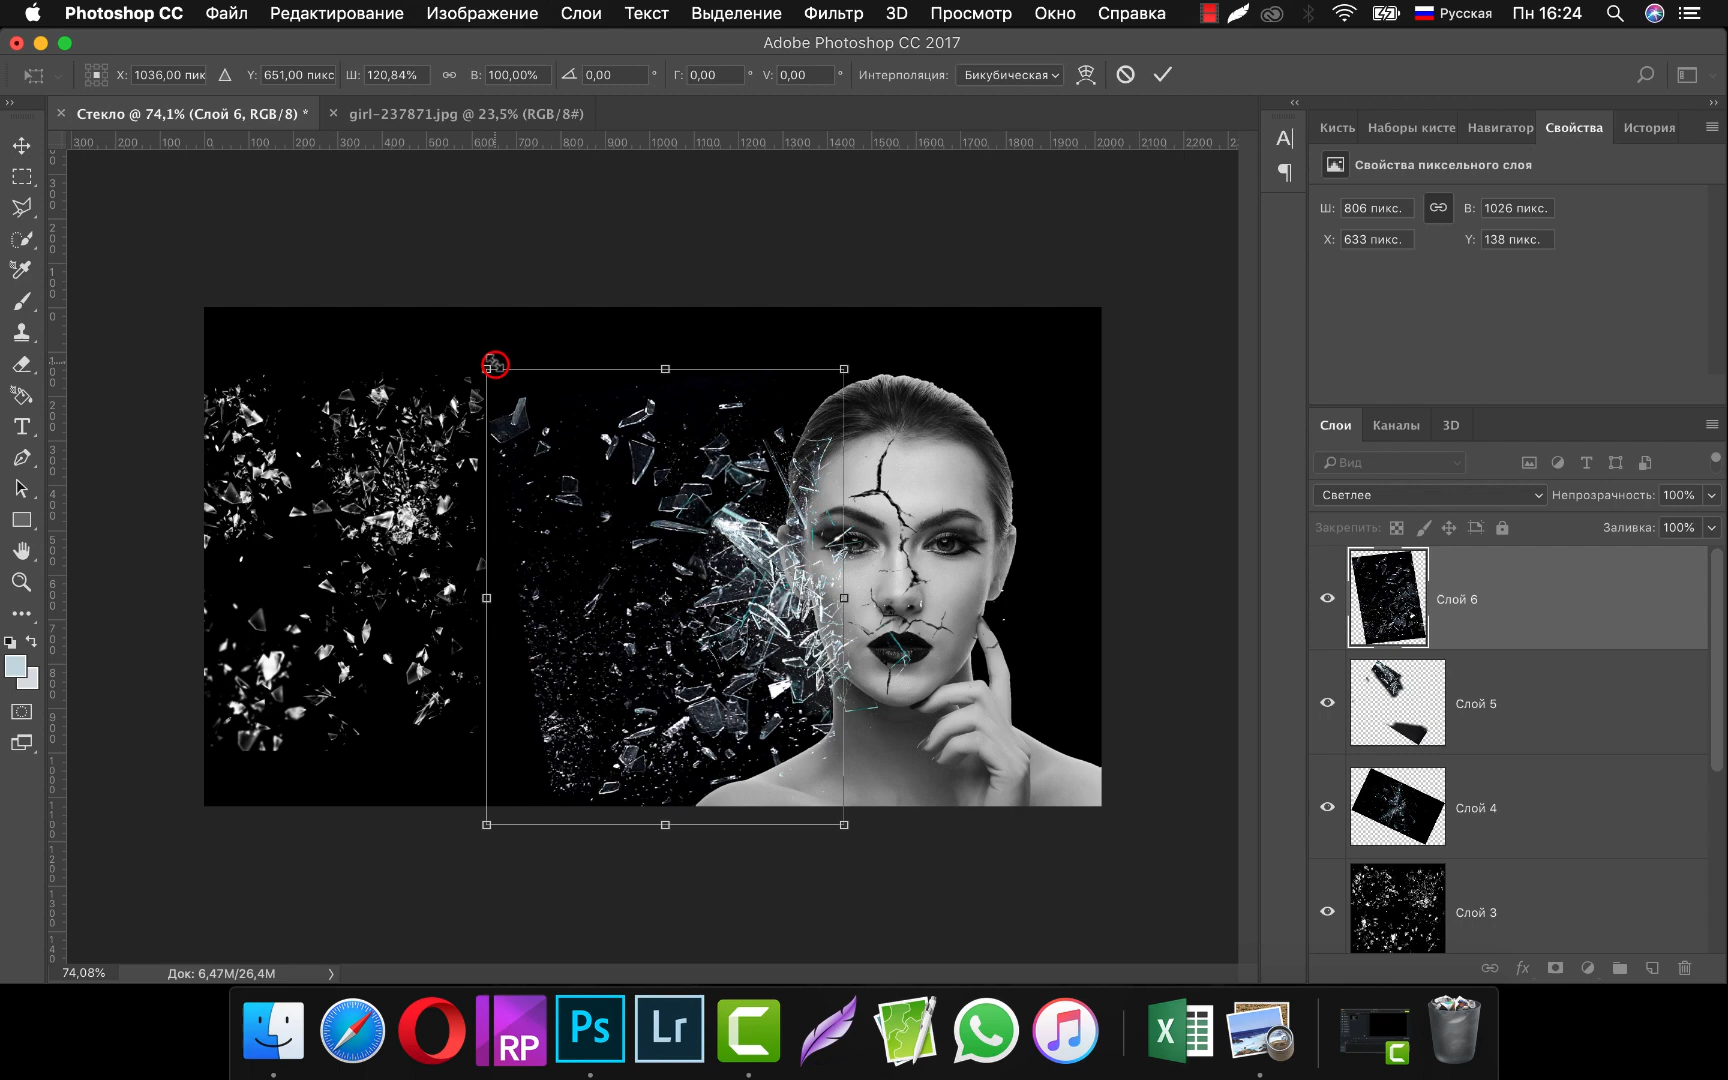 Photoshop CC Файл Редактирование Изображение Слои Текст Выделение Фильтр 3D Просмотр Окно Справка Русская Пн 16:24
Adobe Photoshop CC 2017
X: 1036,00 пик Y: 651,00 пикс Ш: 120,84% В: 100,00% 0,00 ° Г: 0,00 ° V: 0,00 ° Интерполяция: Бикубическая
Стекло @ 74,1% (Слой 6, RGB/8) * girl-237871.jpg @ 23,5% (RGB/8#)
Кисть Наборы кисте Навигатор Свойства История
300 200 100 0 100 200 300 400 500 600 700 800 900 1000 1100 1200 1300 1400 1500 1600 1700 1800 1900 2000 2100 2200
Свойства пиксельного слоя
Ш: 806 пикс. В: 1026 пикс.
X: 633 пикс. Y: 138 пикс.
Слои Каналы 3D
Вид
Светлее Непрозрачность: 100%
Закрепить: Заливка: 100%
Слой 6
Слой 5
Слой 4
Слой 3
fx
74,08% Док: 6,47M/26,4M
RP Ps Lr C X C